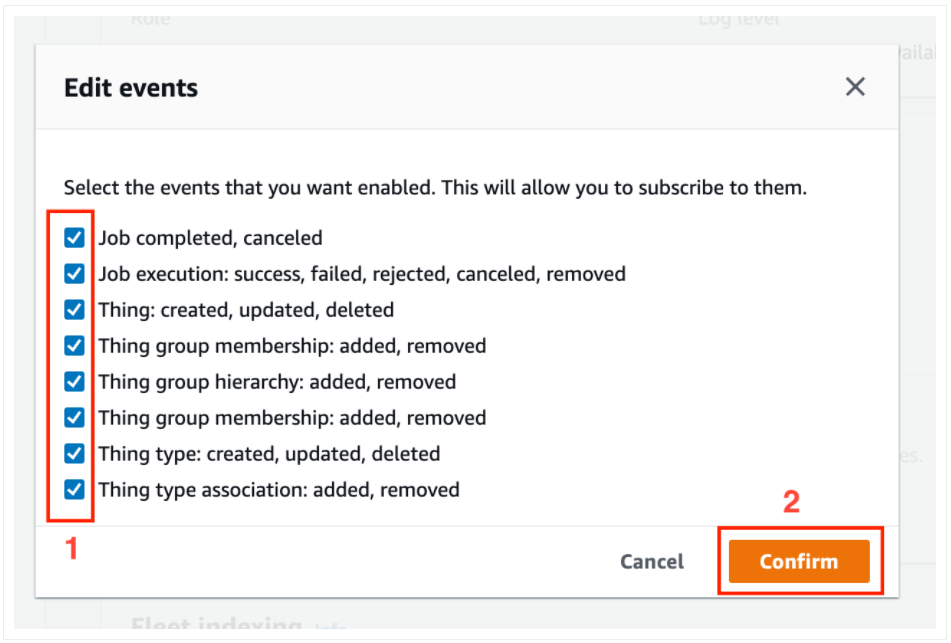 Role
Log level
Edit events
Select the events that you want enabled. This will allow you to subscribe to them.
Job completed, canceled
Job execution: success, failed, rejected, canceled, removed
Thing: created, updated, deleted
Thing group membership: added, removed
Thing group hierarchy: added, removed
Thing group membership: added, removed
Thing type: created, updated, deleted
Thing type association: added, removed
1
2
Cancel
Confirm
Fleet indexing Info